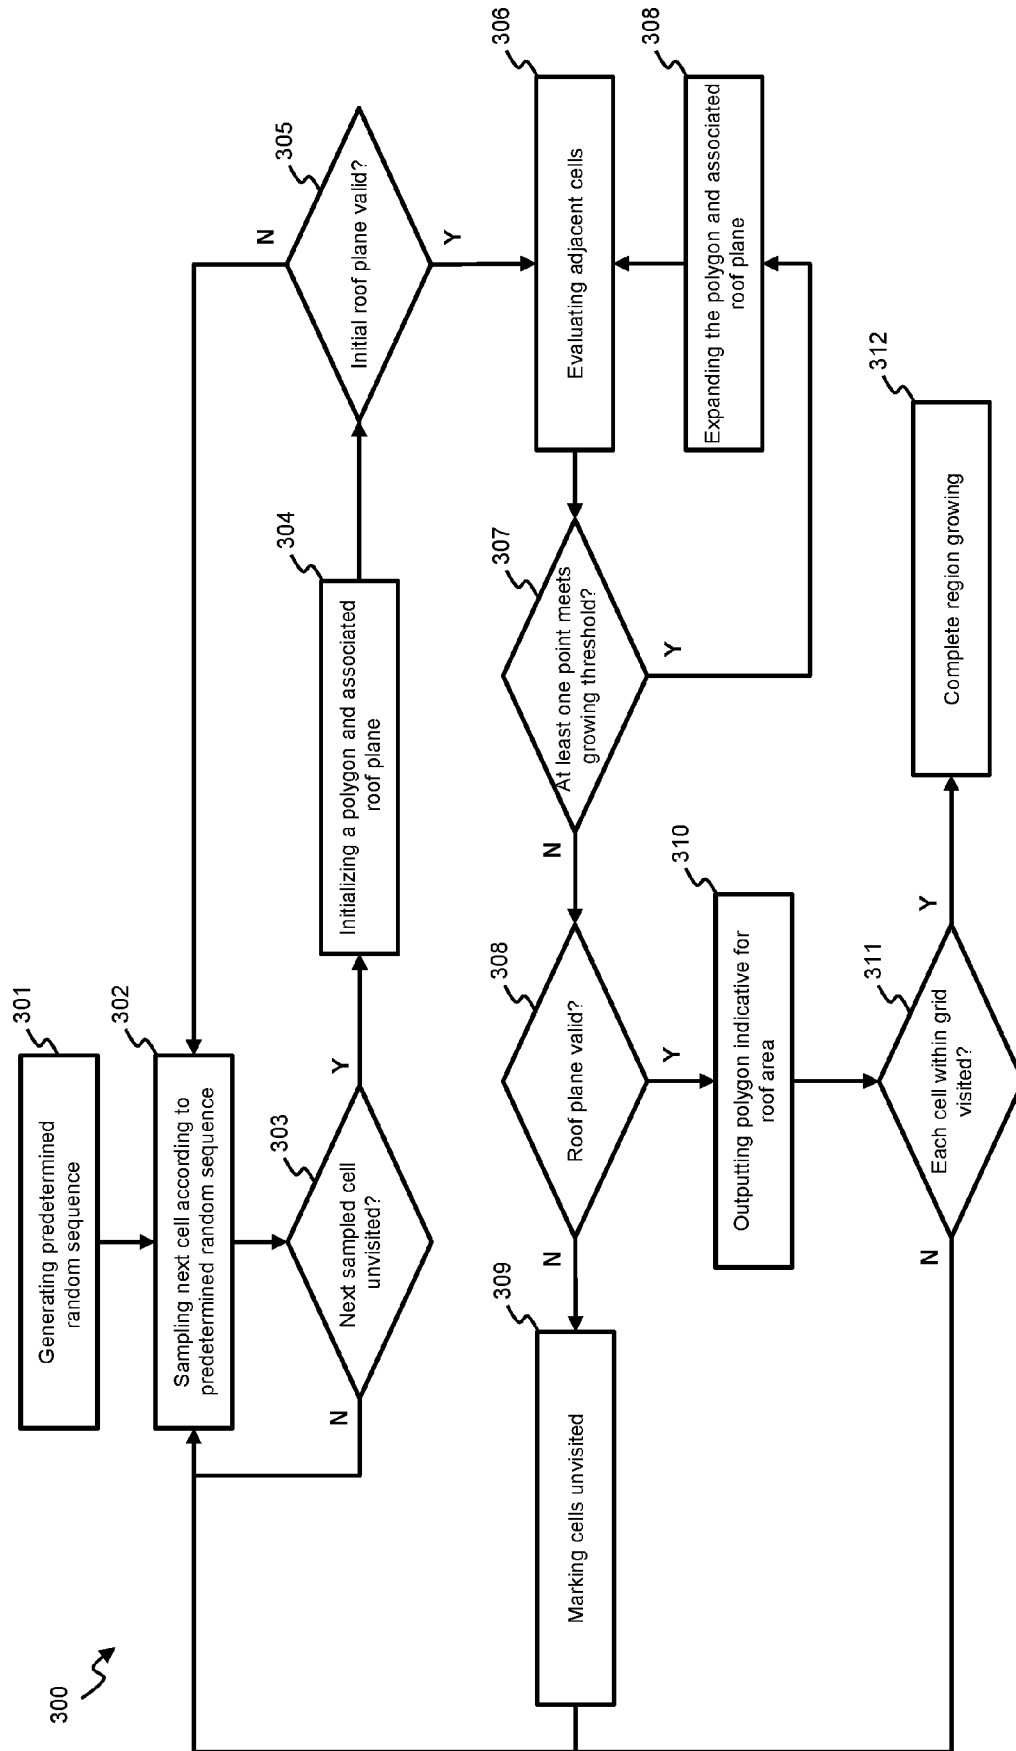 300
301
Generating predetermined
random sequence
302
Sampling next cell according to
predetermined random sequence
303
Next sampled cell
unvisited?
N
Y
304
Initializing a polygon and associated
roof plane
305
Initial roof plane valid?
N
Y
306
Evaluating adjacent cells
307
At least one point meets
growing threshold?
N
Y
308
Expanding the polygon and associated
roof plane
308
Roof plane valid?
N
Y
309
Marking cells unvisited
310
Outputting polygon indicative for
roof area
311
Each cell within grid
visited?
N
Y
312
Complete region growing